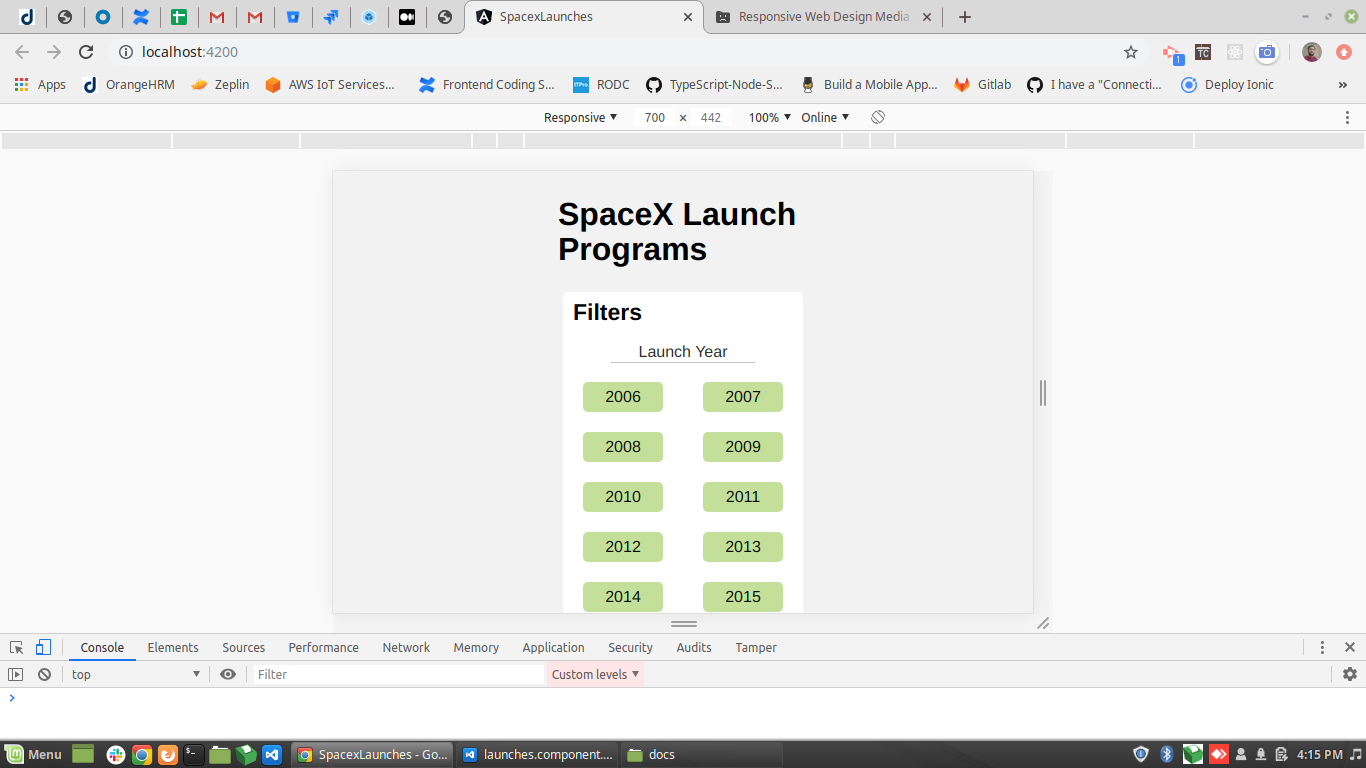 SpacexLaunches
Responsive Web Design Media
localhost:4200
TC
1
Apps
OrangeHRM
Zeplin
AWS IoT Services...
Frontend Coding S...
ITPro
RODC
TypeScript-Node-S...
Build a Mobile App...
Gitlab
I have a "Connecti...
Deploy Ionic
»
Responsive ▼ 700 × 442 100% ▼ Online ▼
SpaceX Launch
Programs
Filters
Launch Year
2006 2007
2008 2009
2010 2011
2012 2013
2014 2015
Console Elements Sources Performance Network Memory Application Security Audits Tamper
top ▼ Filter Custom levels ▼
>
Menu
SpacexLaunches - Go...
launches.component....
docs
4:15 PM